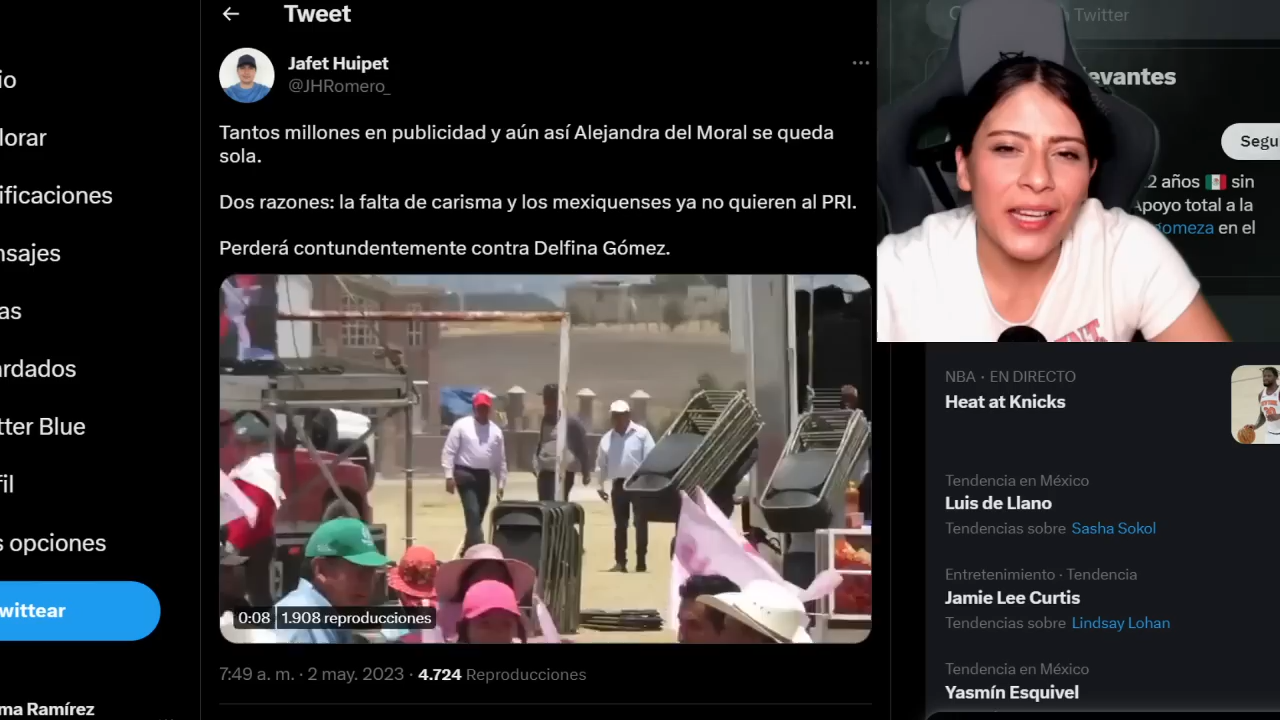 Tweet
Twitter
io
lorar
ificaciones
nsajes
as
ardados
tter Blue
fil
s opciones
wittear
ma Ramírez
Jafet Huipet
@JHRomero_
Tantos millones en publicidad y aún así Alejandra del Moral se queda
sola.
Dos razones: la falta de carisma y los mexiquenses ya no quieren al PRI.
Perderá contundentemente contra Delfina Gómez.
0:08 1.908 reproducciones
7:49 a. m. · 2 may. 2023 · 4.724 Reproducciones
evantes
Segu
2 años 🇲🇽 sin
Apoyo total a la
gomeza en el
NBA · EN DIRECTO
Heat at Knicks
Tendencia en México
Luis de Llano
Tendencias sobre Sasha Sokol
Entretenimiento · Tendencia
Jamie Lee Curtis
Tendencias sobre Lindsay Lohan
Tendencia en México
Yasmín Esquivel